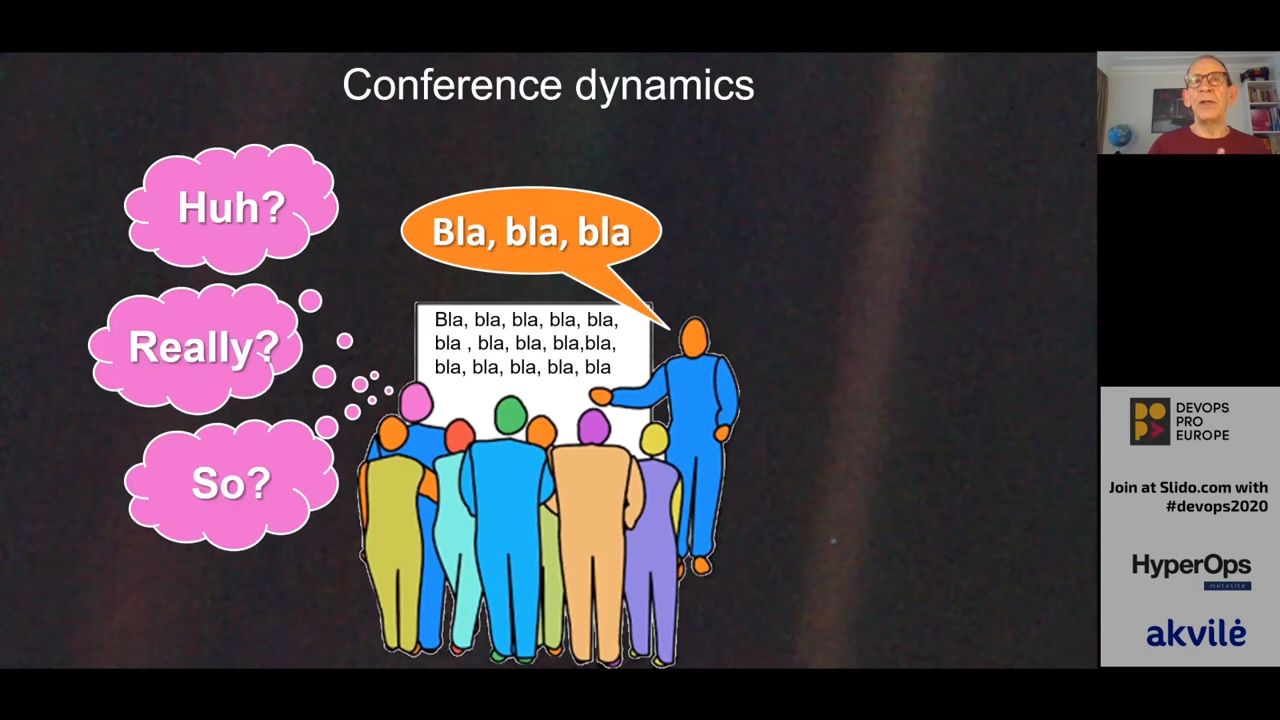 Conference dynamics
Huh?
Bla, bla, bla
Really?
Bla, bla, bla, bla, bla,
bla , bla, bla, bla,bla,
bla, bla, bla, bla, bla
So?
DEVOPS
PRO
EUROPE
Join at Slido.com with
#devops2020
HyperOps
metasite
akvilė